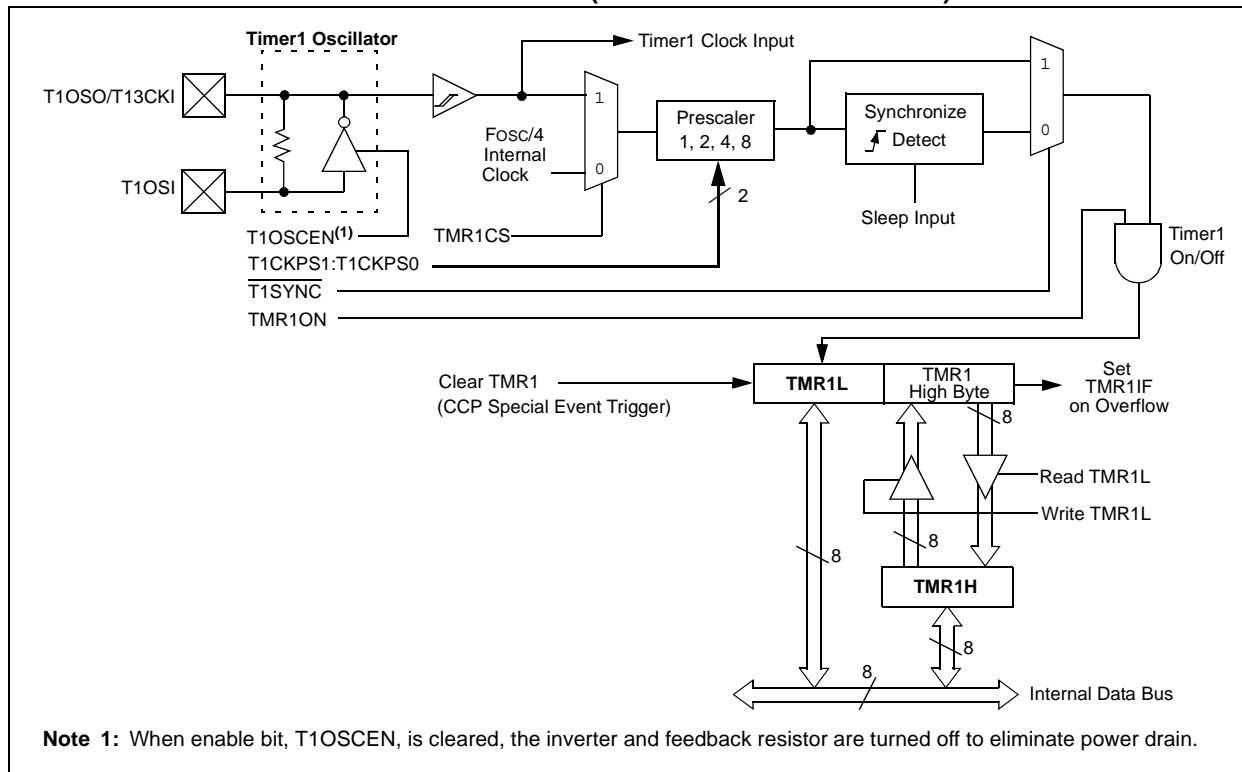 Timer1 Oscillator
Timer1 Clock Input
T1OSO/T13CKI
1
1
FOSC/4
Internal
Clock
0
Prescaler
1, 2, 4, 8
Synchronize
Detect
0
T1OSI
2
Sleep Input
T1OSCEN(1)
TMR1CS
T1CKPS1:T1CKPS0
T1SYNC
TMR1ON
Timer1
On/Off
Clear TMR1
(CCP Special Event Trigger)
TMR1L
TMR1
High Byte
Set
TMR1IF
on Overflow
8
Read TMR1L
Write TMR1L
8
8
TMR1H
8
8
Internal Data Bus
Note 1: When enable bit, T1OSCEN, is cleared, the inverter and feedback resistor are turned off to eliminate power drain.